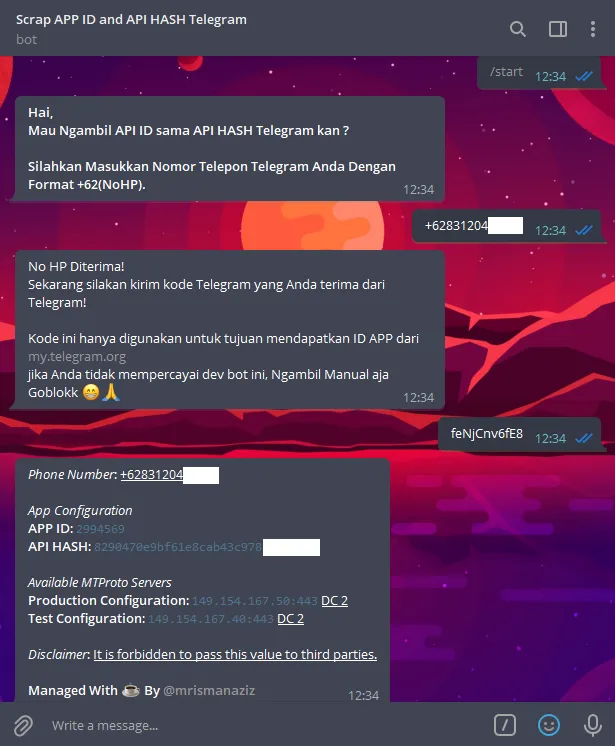 Scrap APP ID and API HASH Telegram
bot
/start 12:34
Hai,
Mau Ngambil API ID sama API HASH Telegram kan ?
Silahkan Masukkan Nomor Telepon Telegram Anda Dengan
Format +62(NoHP).
12:34
+62831204 12:34
No HP Diterima!
Sekarang silakan kirim kode Telegram yang Anda terima dari
Telegram!
Kode ini hanya digunakan untuk tujuan mendapatkan ID APP dari
my.telegram.org
jika Anda tidak mempercayai dev bot ini, Ngambil Manual aja
Goblokk 😁🙏
12:34
feNjCnv6fE8 12:34
Phone Number: +62831204
App Configuration
APP ID: 2994569
API HASH: 8290470e9bf61e8cab43c978
Available MTProto Servers
Production Configuration: 149.154.167.50:443 DC 2
Test Configuration: 149.154.167.40:443 DC 2
Disclaimer: It is forbidden to pass this value to third parties.
Managed With ☕ By @mrismanaziz
12:34
Write a message...